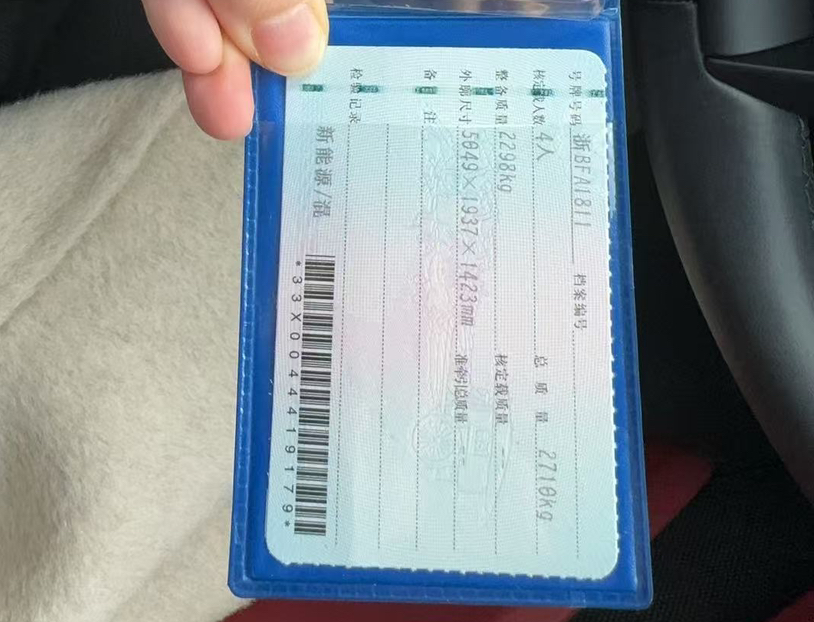 号牌号码 浙BFA1811 档案编号
核定载人数 4人 总质量 2710kg
整备质量 2298kg 核定载质量 --
外廓尺寸 5049×1937×1423mm 准牵引总质量 --
备注
检验记录
新能源/混
*33X0044419179*